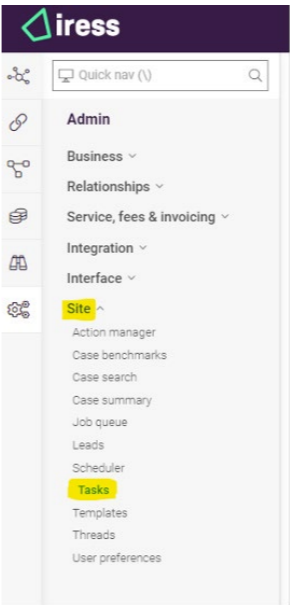 iress
Quick nav (\)
Admin
Business
Relationships
Service, fees & invoicing
Integration
Interface
Site
Action manager
Case benchmarks
Case search
Case summary
Job queue
Leads
Scheduler
Tasks
Templates
Threads
User preferences